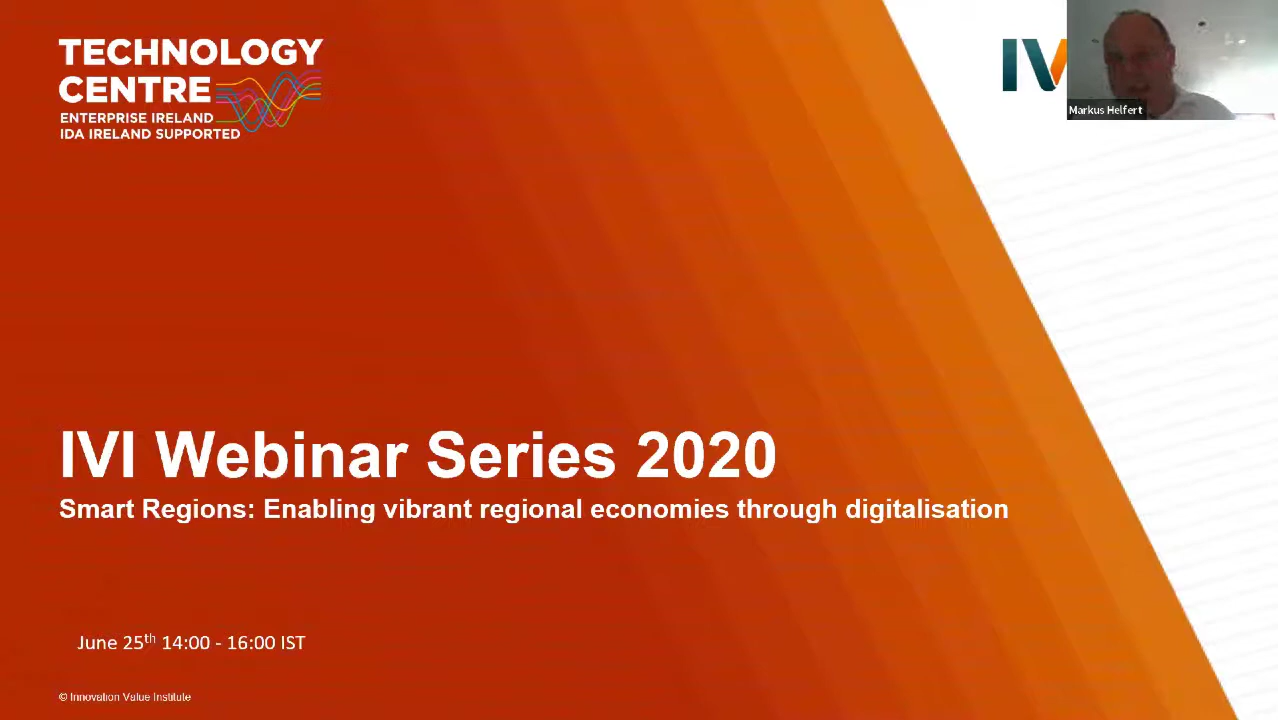 TECHNOLOGY
CENTRE
ENTERPRISE IRELAND
IDA IRELAND SUPPORTED
IV
Markus Helfert
IVI Webinar Series 2020
Smart Regions: Enabling vibrant regional economies through digitalisation
June 25th 14:00 - 16:00 IST
© Innovation Value Institute